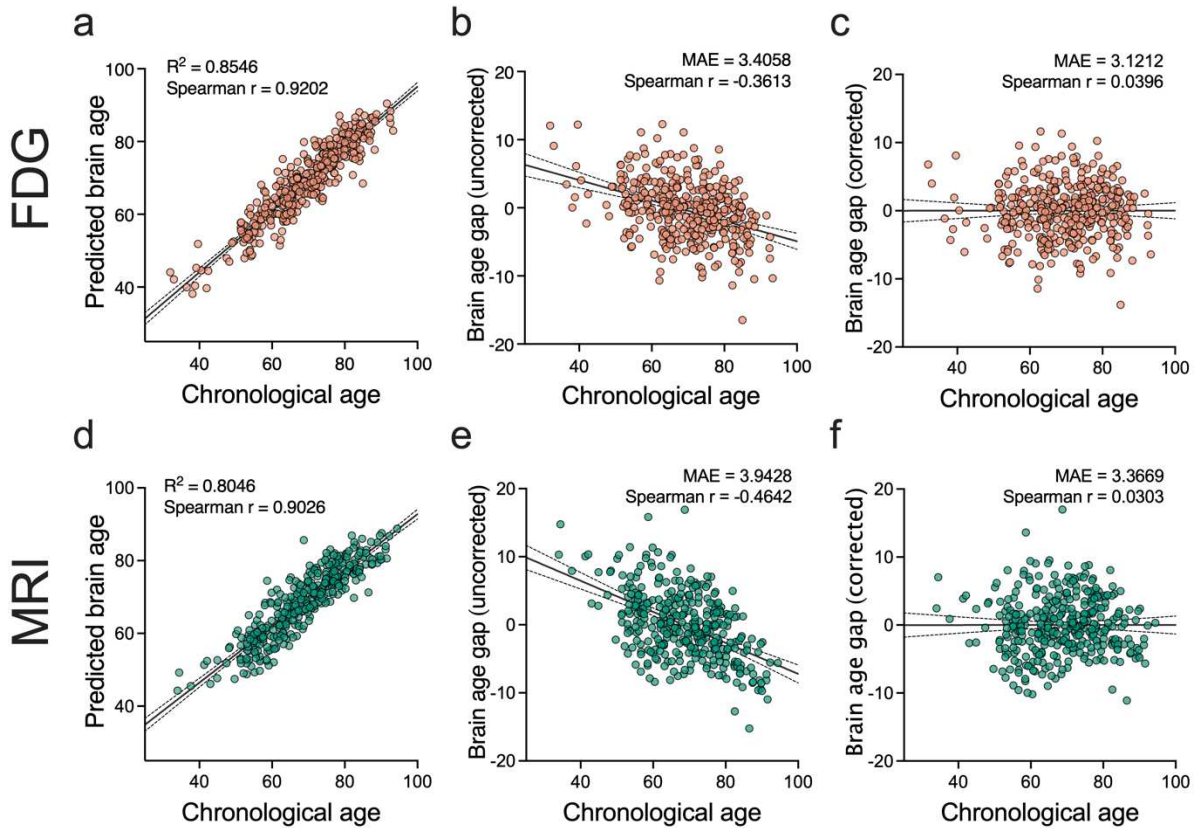 FDG
a
R² = 0.8546
Spearman r = 0.9202
Predicted brain age
100
80
60
40
40
60
80
100
Chronological age
b
MAE = 3.4058
Spearman r = -0.3613
Brain age gap (uncorrected)
20
10
0
-10
-20
40
60
80
100
Chronological age
c
MAE = 3.1212
Spearman r = 0.0396
Brain age gap (corrected)
20
10
0
-10
-20
40
60
80
100
Chronological age
MRI
d
R² = 0.8046
Spearman r = 0.9026
Predicted brain age
100
80
60
40
40
60
80
100
Chronological age
e
MAE = 3.9428
Spearman r = -0.4642
Brain age gap (uncorrected)
20
10
0
-10
-20
40
60
80
100
Chronological age
f
MAE = 3.3669
Spearman r = 0.0303
Brain age gap (corrected)
20
10
0
-10
-20
40
60
80
100
Chronological age